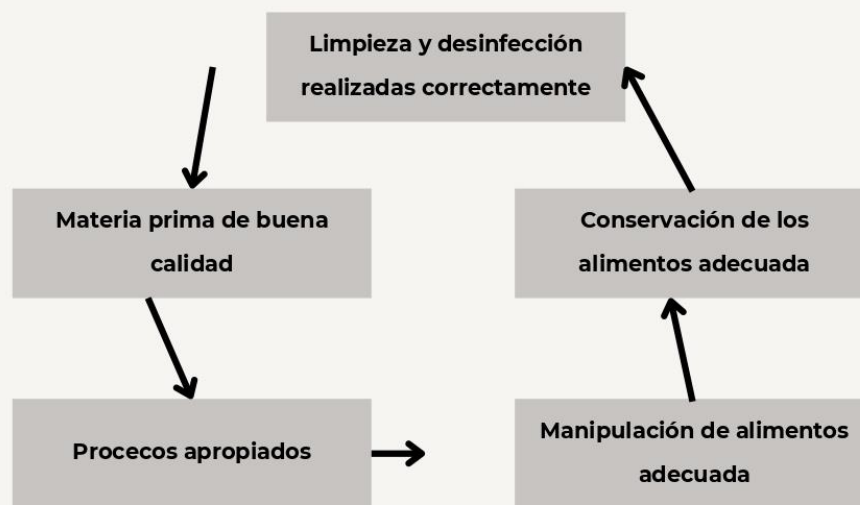 Limpieza y desinfección
realizadas correctamente
Materia prima de buena
calidad
Conservación de los
alimentos adecuada
Prococos apropiados
Manipulación de alimentos
adecuada